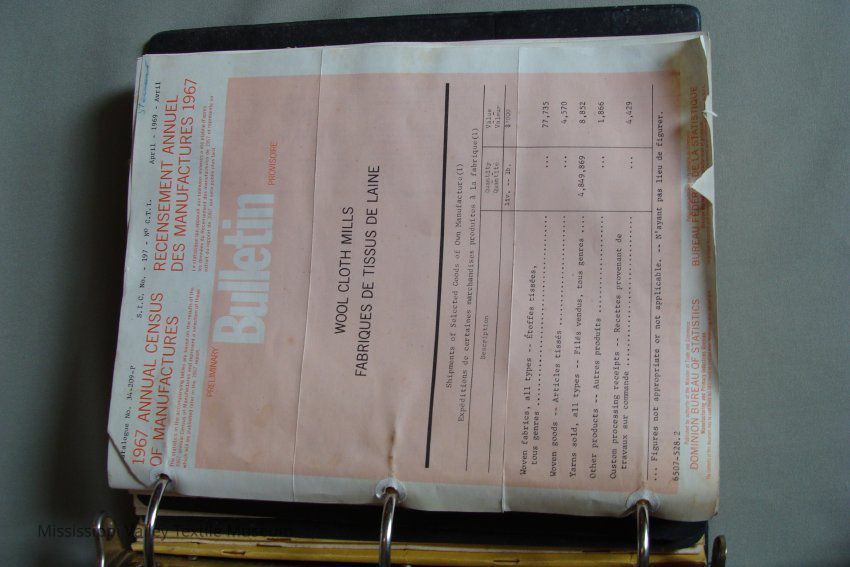 Catalogue No. 34-209-P
S.I.C. No. - 197 - Nº C.T.I.
April - 1969 - Avril
1967 ANNUAL CENSUS
OF MANUFACTURES
RECENSEMENT ANNUEL
DES MANUFACTURES 1967
PRELIMINARY
Bulletin
PROVISOIRE
WOOL CLOTH MILLS
FABRIQUES DE TISSUS DE LAINE
Shipments of Selected Goods of Own Manufacture(1)
Expéditions de certaines marchandises produites à la fabrique(1)
Description
Quantity Value
Quantité Valeur
liv. -- lb. $'000
Woven fabrics, all types -- Étoffes tissées,
tous genres ... 77,735
Woven goods -- Articles tissés ... 4,570
Yarns sold, all types -- Filés vendus, tous genres 4,849,869 8,852
Other products -- Autres produits ... 1,866
Custom processing receipts -- Recettes provenant de
travaux sur commande ... 4,429
... Figures not appropriate or not applicable. -- N'ayant pas lieu de figurer.
6507-528.2
DOMINION BUREAU OF STATISTICS
BUREAU FÉDÉRAL DE LA STATISTIQUE
Mississippi Valley Textile Museum